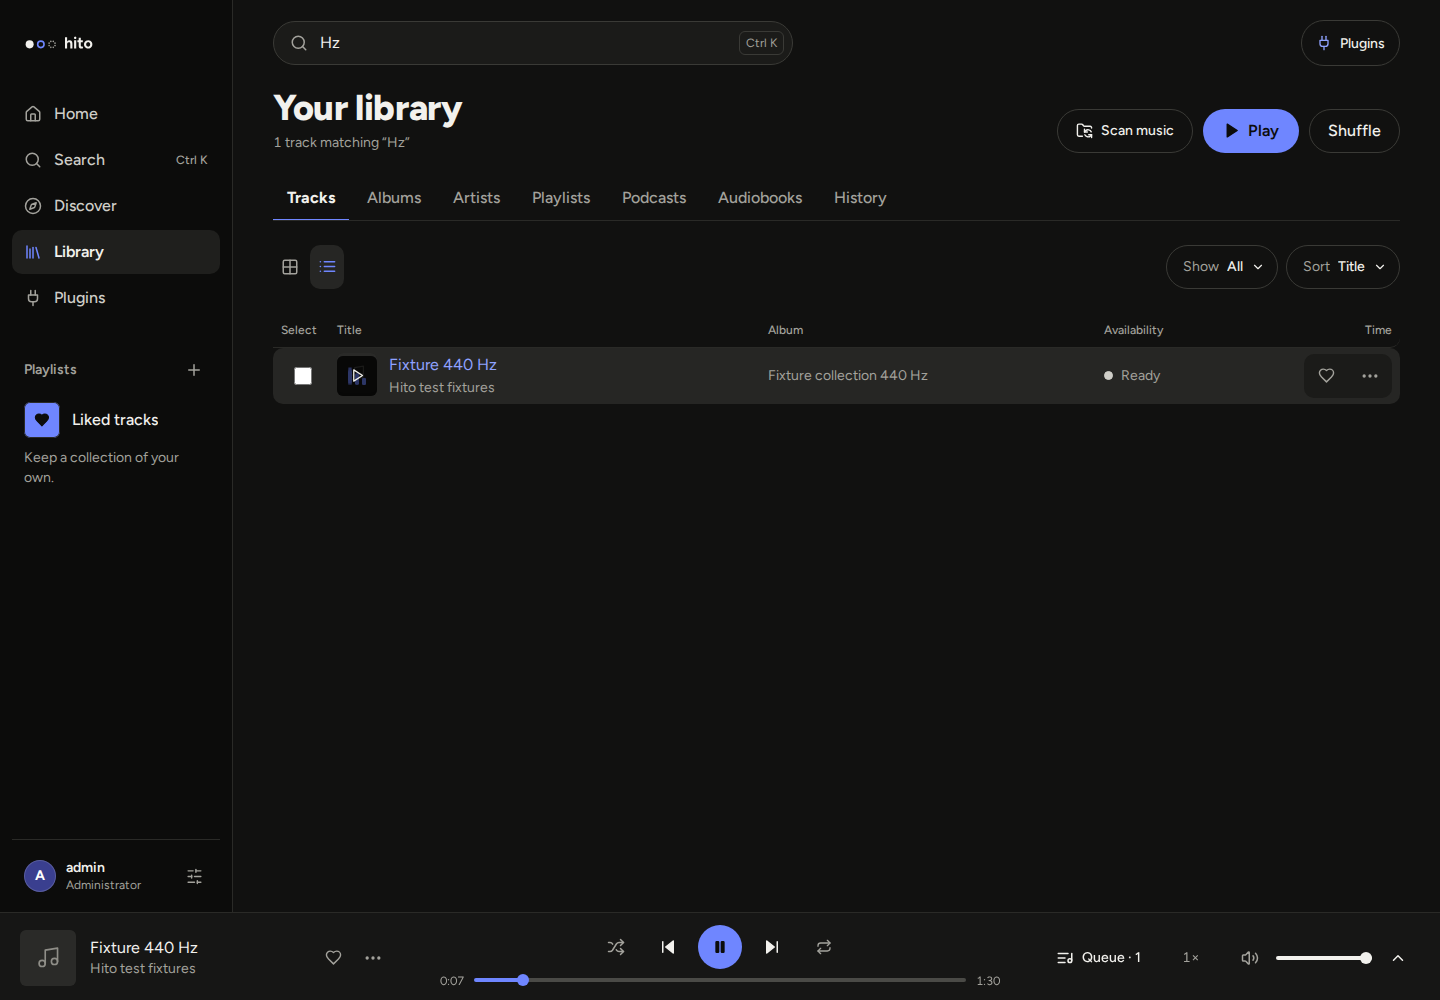 hito
Hz
Ctrl K
Plugins
Home
Search Ctrl K
Discover
Library
Plugins
Playlists
Liked tracks
Keep a collection of your
own.
admin
A
Administrator
Your library
1 track matching “Hz”
Scan music
Play
Shuffle
Tracks
Albums
Artists
Playlists
Podcasts
Audiobooks
History
Show All
Sort Title
Select
Title
Album
Availability
Time
Fixture 440 Hz
Hito test fixtures
Fixture collection 440 Hz
Ready
Fixture 440 Hz
Hito test fixtures
0:07
1:30
Queue · 1
1×